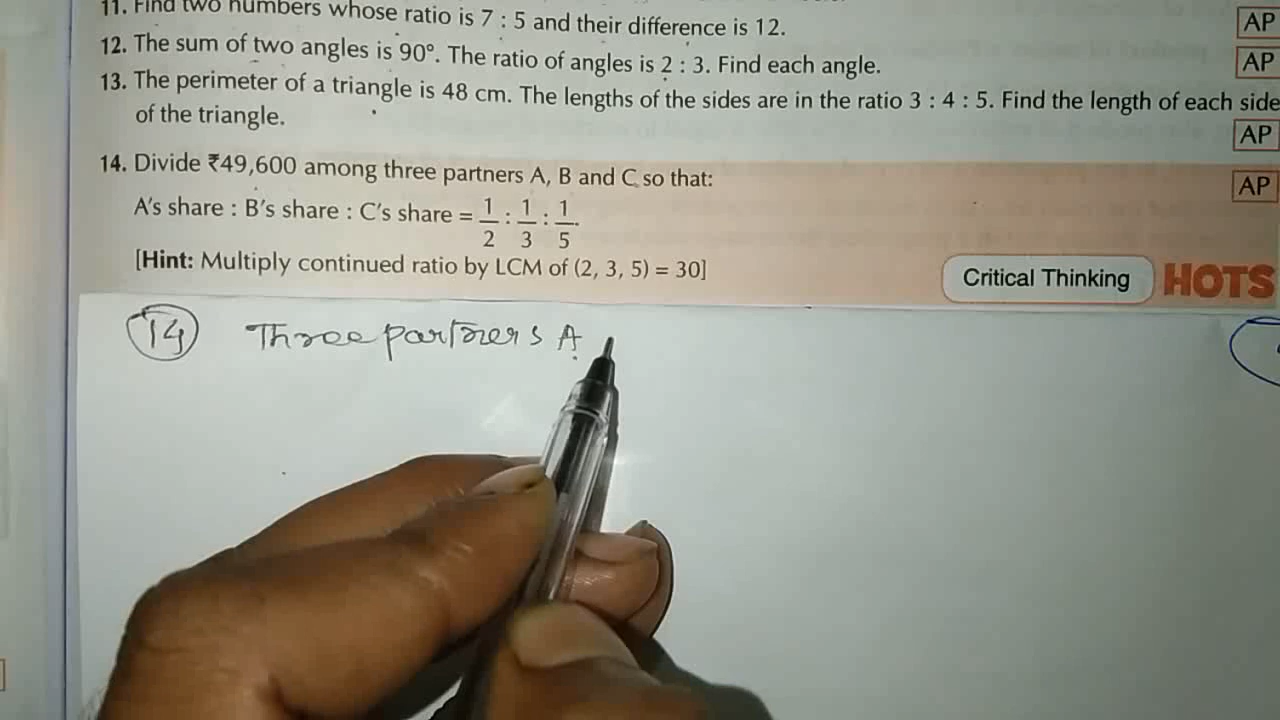 11. Find two numbers whose ratio is 7 : 5 and their difference is 12.
AP
12. The sum of two angles is 90°. The ratio of angles is 2 : 3. Find each angle.
AP
13. The perimeter of a triangle is 48 cm. The lengths of the sides are in the ratio 3 : 4 : 5. Find the length of each side
of the triangle.
AP
14. Divide ₹49,600 among three partners A, B and C so that:
AP
A's share : B's share : C's share = 1/2 : 1/3 : 1/5.
[Hint: Multiply continued ratio by LCM of (2, 3, 5) = 30]
Critical Thinking HOTS
14 Three partners A